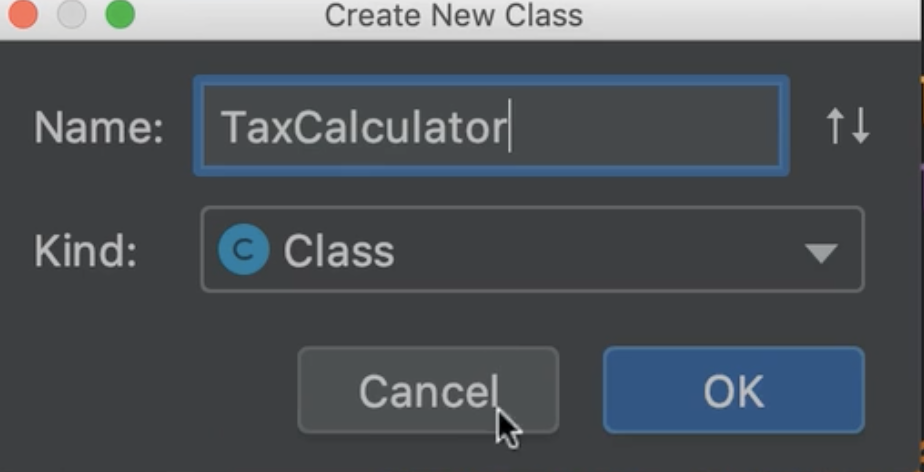 Create New Class
Name: TaxCalculator
Kind: C Class
Cancel OK